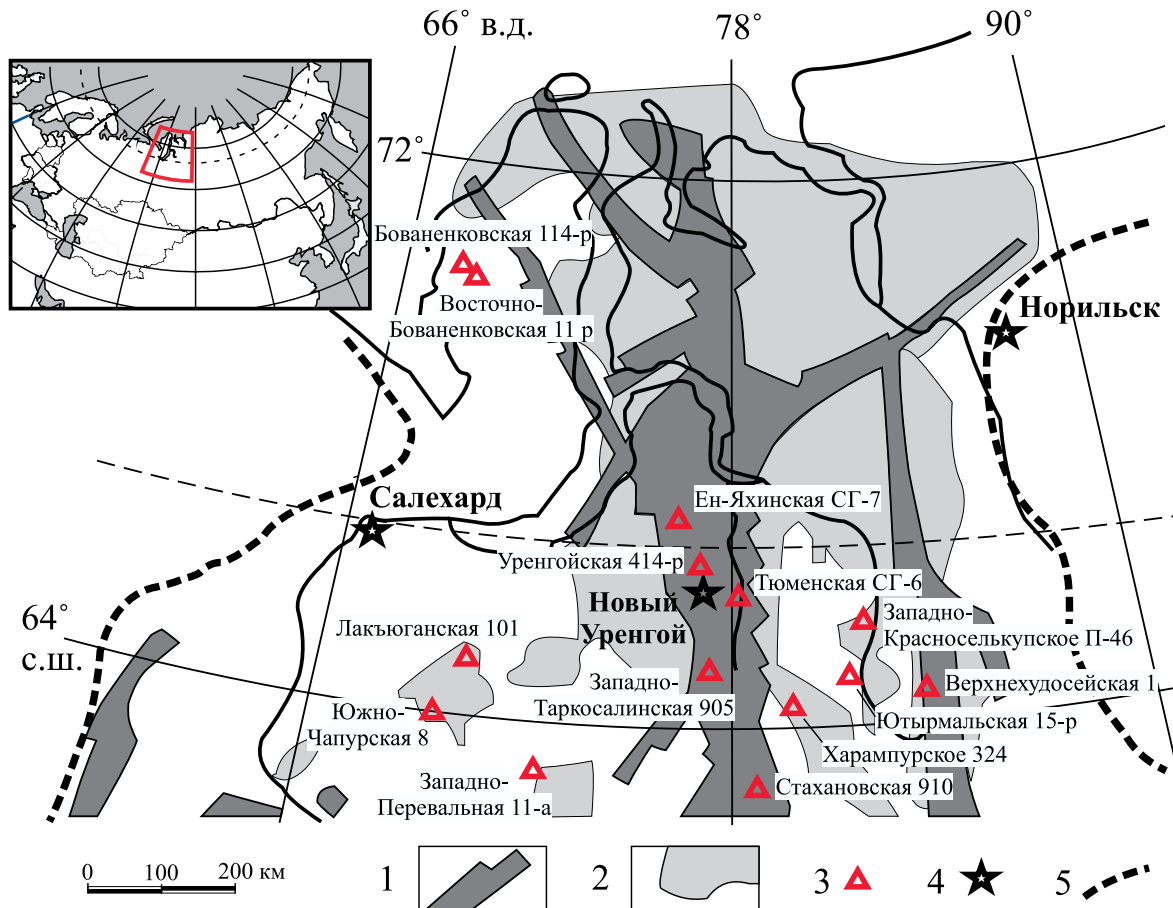 66° в.д.
78°
90°
72°
Бованенковская 114-р
Восточно-
Бованенковская 11 р
Норильск
Салехард
Ен-Яхинская СГ-7
Уренгойская 414-р
Тюменская СГ-6
Новый
Уренгой
Западно-
Красноселькупское П-46
64°
с.ш.
Лакъюганская 101
Западно-
Таркосалинская 905
Верхнехудосейская 1
Южно-
Чапурская 8
Ютырмальская 15-р
Харампурское 324
Западно-
Перевальная 11-а
Стахановская 910
0 100 200 км
1 2 3 4 5